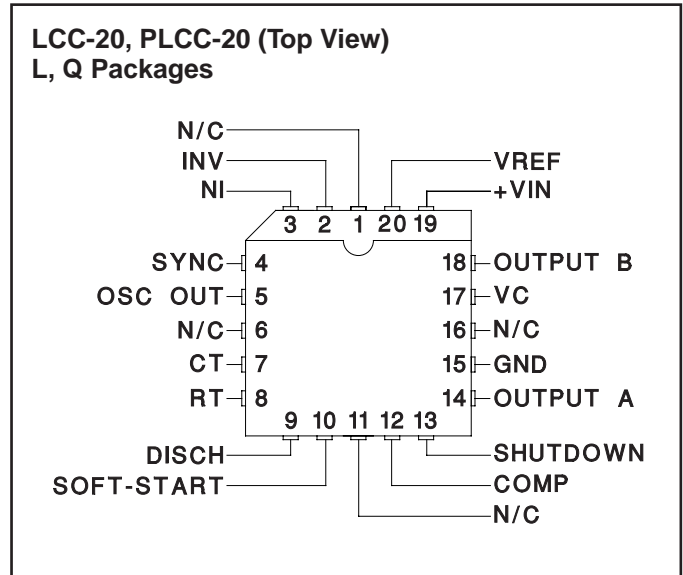 LCC-20, PLCC-20 (Top View)
L, Q Packages
N/C
INV
NI
VREF
+VIN
3 2 1 20 19
SYNC 4
OSC OUT 5
N/C 6
CT 7
RT 8
18 OUTPUT B
17 VC
16 N/C
15 GND
14 OUTPUT A
9 10 11 12 13
DISCH
SOFT-START
SHUTDOWN
COMP
N/C